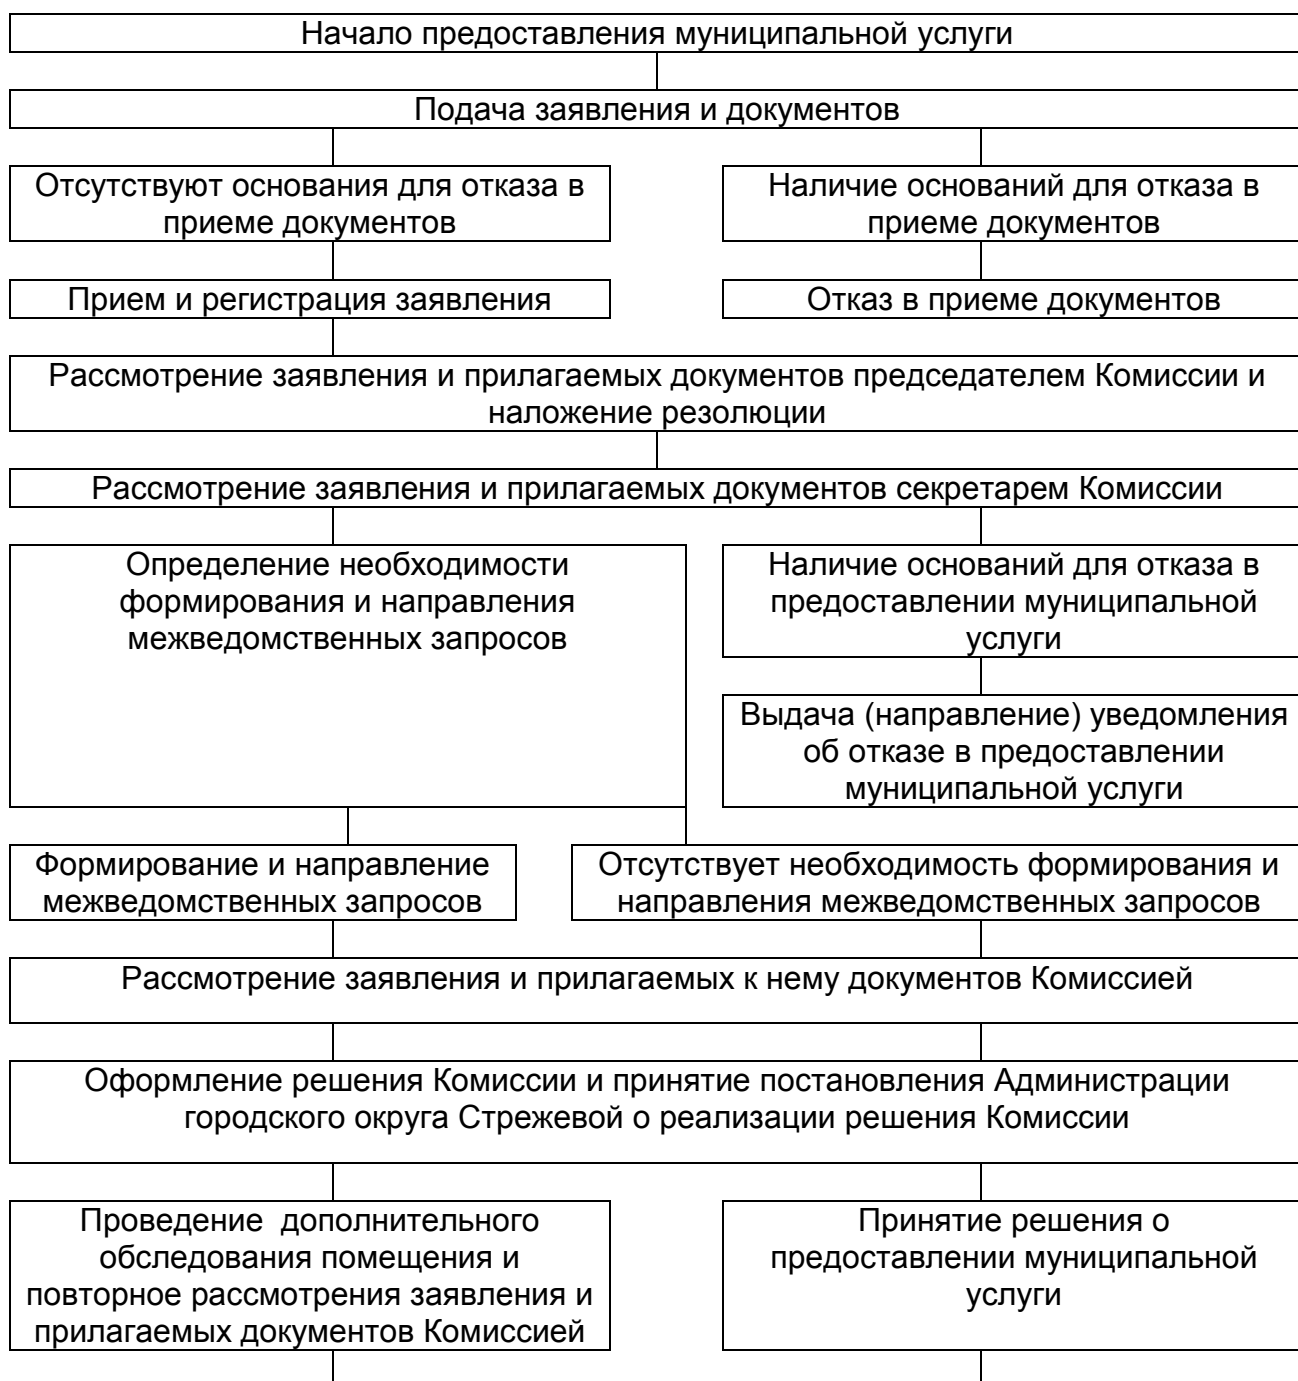 Начало предоставления муниципальной услуги
Подача заявления и документов
Отсутствуют основания для отказа в
приеме документов
Наличие оснований для отказа в
приеме документов
Прием и регистрация заявления
Отказ в приеме документов
Рассмотрение заявления и прилагаемых документов председателем Комиссии и
наложение резолюции
Рассмотрение заявления и прилагаемых документов секретарем Комиссии
Определение необходимости
формирования и направления
межведомственных запросов
Наличие оснований для отказа в
предоставлении муниципальной
услуги
Выдача (направление) уведомления
об отказе в предоставлении
муниципальной услуги
Формирование и направление
межведомственных запросов
Отсутствует необходимость формирования и
направления межведомственных запросов
Рассмотрение заявления и прилагаемых к нему документов Комиссией
Оформление решения Комиссии и принятие постановления Администрации
городского округа Стрежевой о реализации решения Комиссии
Проведение  дополнительного
обследования помещения и
повторное рассмотрения заявления и
прилагаемых документов Комиссией
Принятие решения о
предоставлении муниципальной
услуги